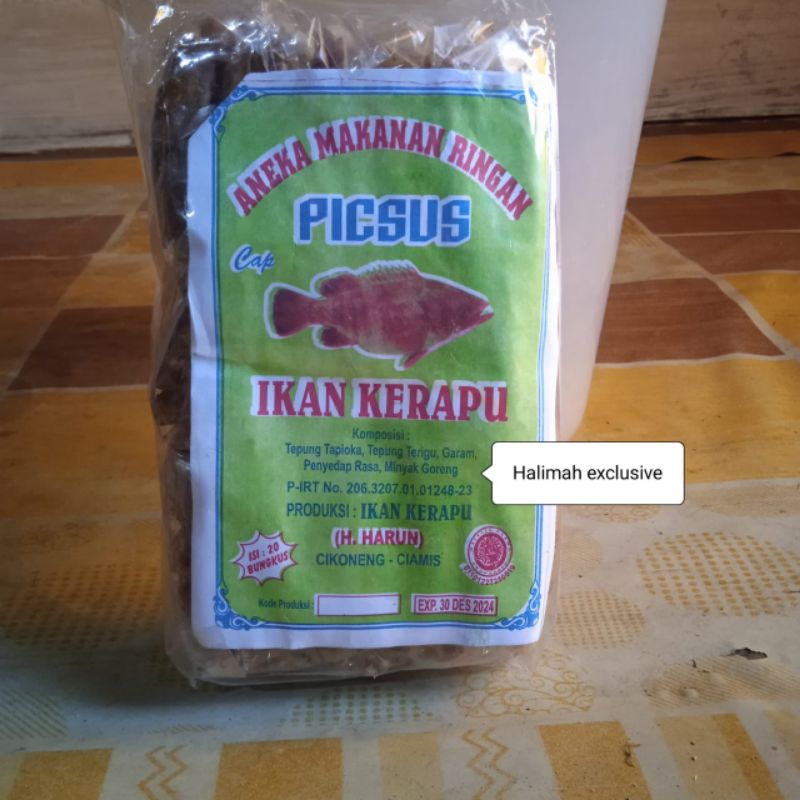 ANEKA MAKANAN RINGAN
PICSUS
Cap
IKAN KERAPU
Komposisi :
Tepung Tapioka, Tepung Terigu, Garam,
Penyedap Rasa, Minyak Goreng
Halimah exclusive
P-IRT No. 206.3207.01.01248-23
PRODUKSI : IKAN KERAPU
(H. HARUN)
CIKONENG - CIAMIS
ISI : 20
BUNGKUS
Kode Produksi :
EXP. 30 DES 2024